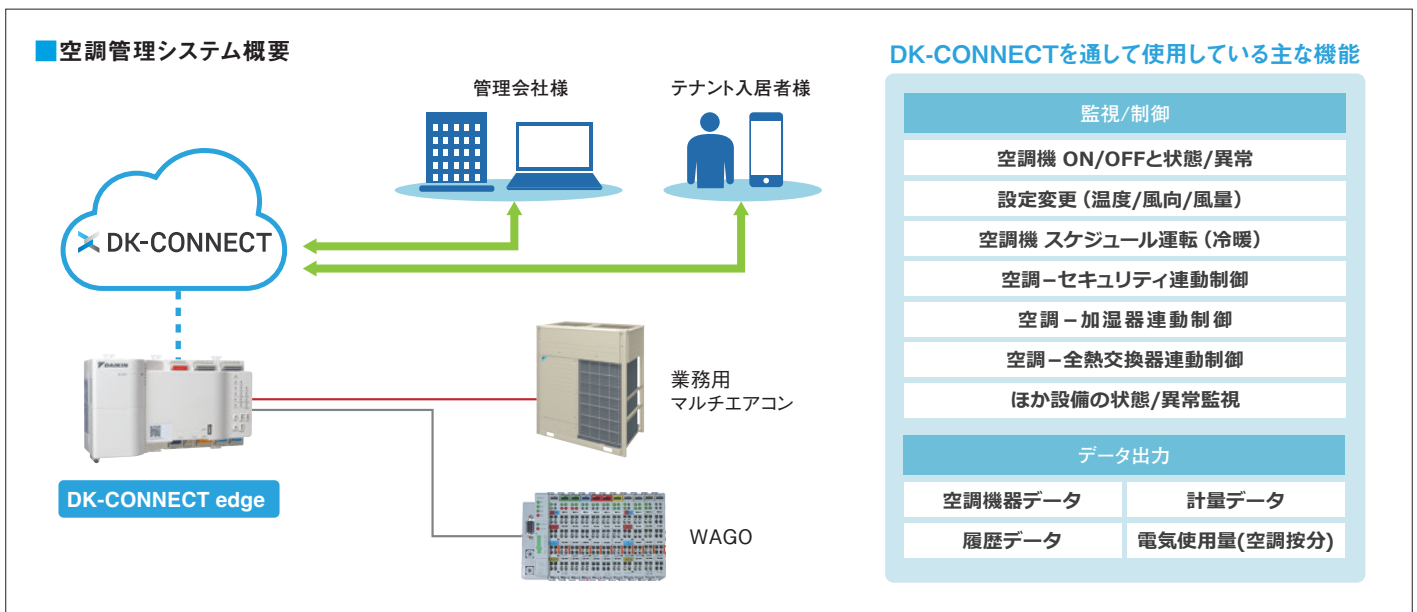 ■空調管理システム概要
管理会社様
テナント入居者様
DK-CONNECT
DAIKIN
DK-CONNECT edge
業務用
マルチエアコン
WAGO
DK-CONNECTを通して使用している主な機能
監視/制御
空調機 ON/OFFと状態/異常
設定変更（温度/風向/風量）
空調機 スケジュール運転（冷暖）
空調－セキュリティ連動制御
空調－加湿器連動制御
空調－全熱交換器連動制御
ほか設備の状態/異常監視
データ出力
空調機器データ
計量データ
履歴データ
電気使用量(空調按分)